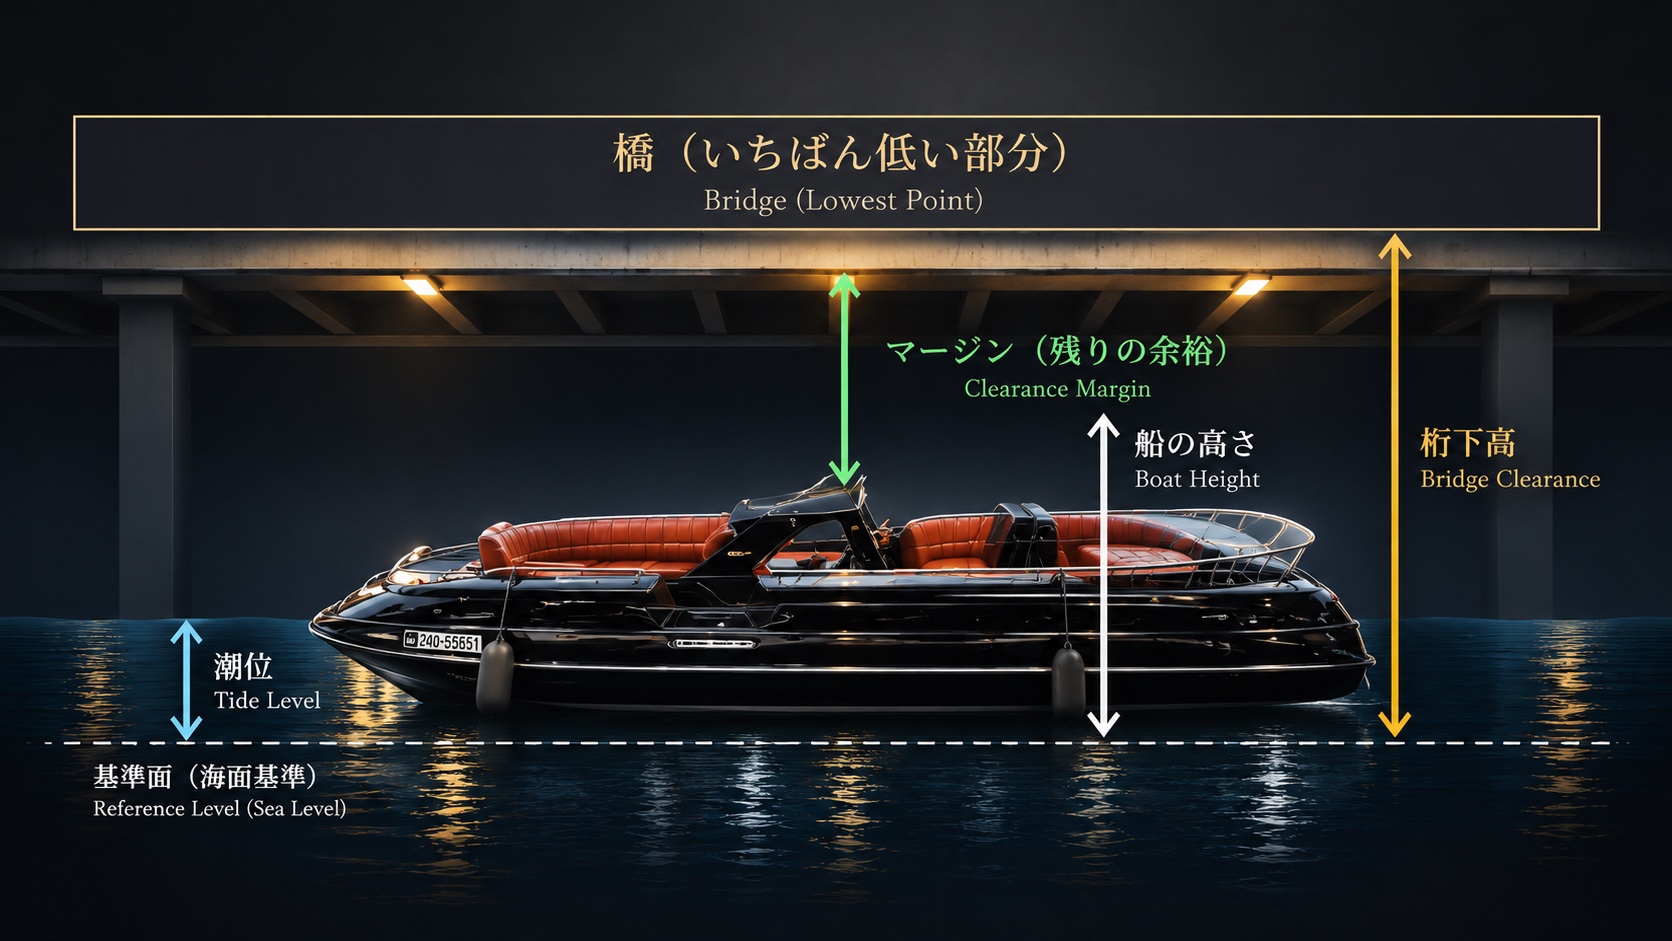 橋（いちばん低い部分）
Bridge (Lowest Point)
マージン（残りの余裕）
Clearance Margin
船の高さ
Boat Height
桁下高
Bridge Clearance
240-55651
潮位
Tide Level
基準面（海面基準）
Reference Level (Sea Level)